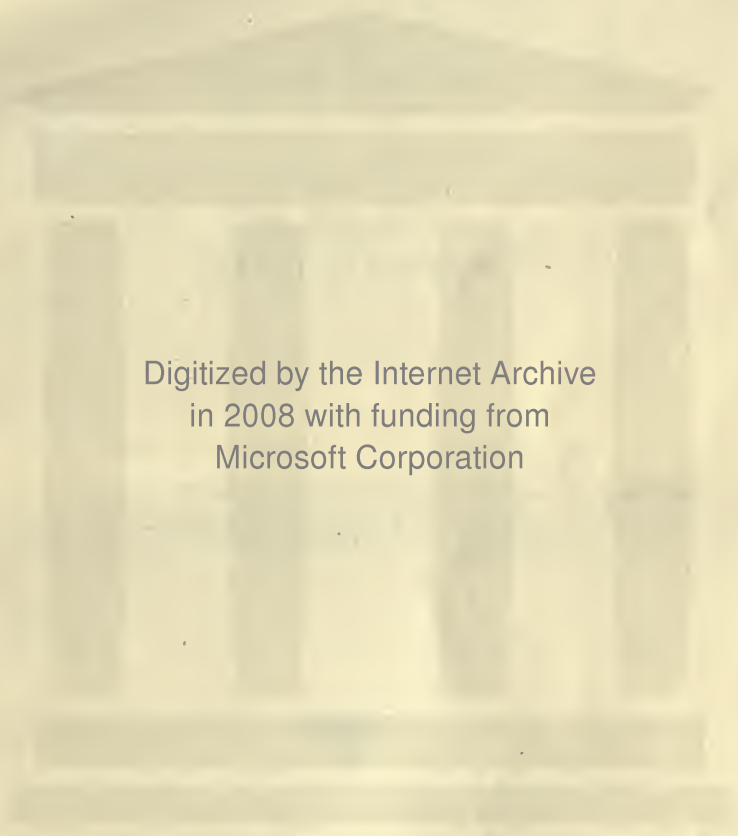 Digitized by the Internet Archive
in 2008 with funding from
Microsoft Corporation